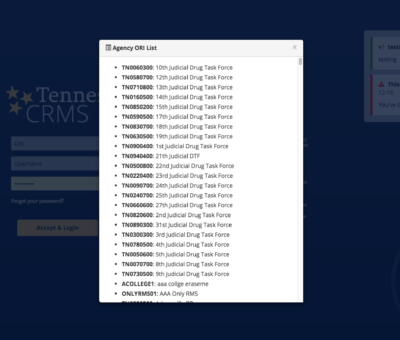 Agency ORI List
×
TN0060300: 10th Judicial Drug Task Force
TN0580700: 12th Judicial Drug Task Force
TN0710800: 13th Judicial Drug Task Force
TN0160500: 14th Judicial Drug Task Force
TN0850200: 15th Judicial Drug Task Force
TN0590500: 17th Judicial Drug Task Force
TN0830700: 18th Judicial Drug Task Force
TN0630500: 19th Judicial Drug Task Force
TN0900400: 1st Judicial Drug Task Force
TN0940400: 21th Judicial DTF
TN0500800: 22nd Judicial Drug Task Force
TN0220400: 23rd Judicial Drug Task Force
TN0090700: 24th Judicial Drug Task Force
TN0240700: 25th Judicial Drug Task Force
TN0660600: 27th Judicial Drug Task Force
TN0820600: 2nd Judicial Drug Task Force
TN0890300: 31st Judicial Drug Task Force
TN0300300: 3rd Judicial Drug Task Force
TN0780500: 4th Judicial Drug Task Force
TN0050600: 5th Judicial Drug Task Force
TN0070700: 8th Judicial Drug Task Force
TN0730500: 9th Judicial Drug Task Force
ACOLLEGE1: aaa collge eraseme
ONLYRMS01: AAA Only RMS
Tennes
CRMS
ORI
Username
Forgot your password?
Accept & Login
testing